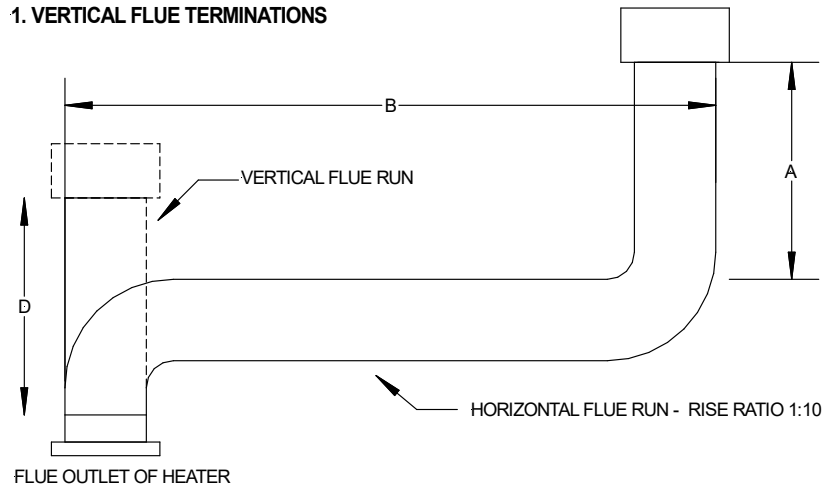 1. VERTICAL FLUE TERMINATIONS
B
A
VERTICAL FLUE RUN
D
HORIZONTAL FLUE RUN - RISE RATIO 1:10
FLUE OUTLET OF HEATER